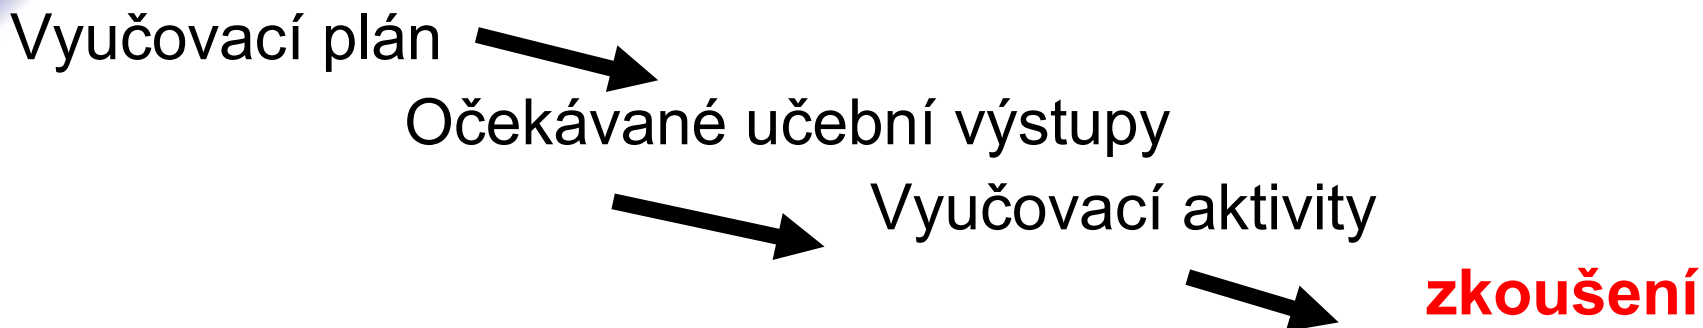 Vyučovací plán
Očekávané učební výstupy
Vyučovací aktivity
zkoušení